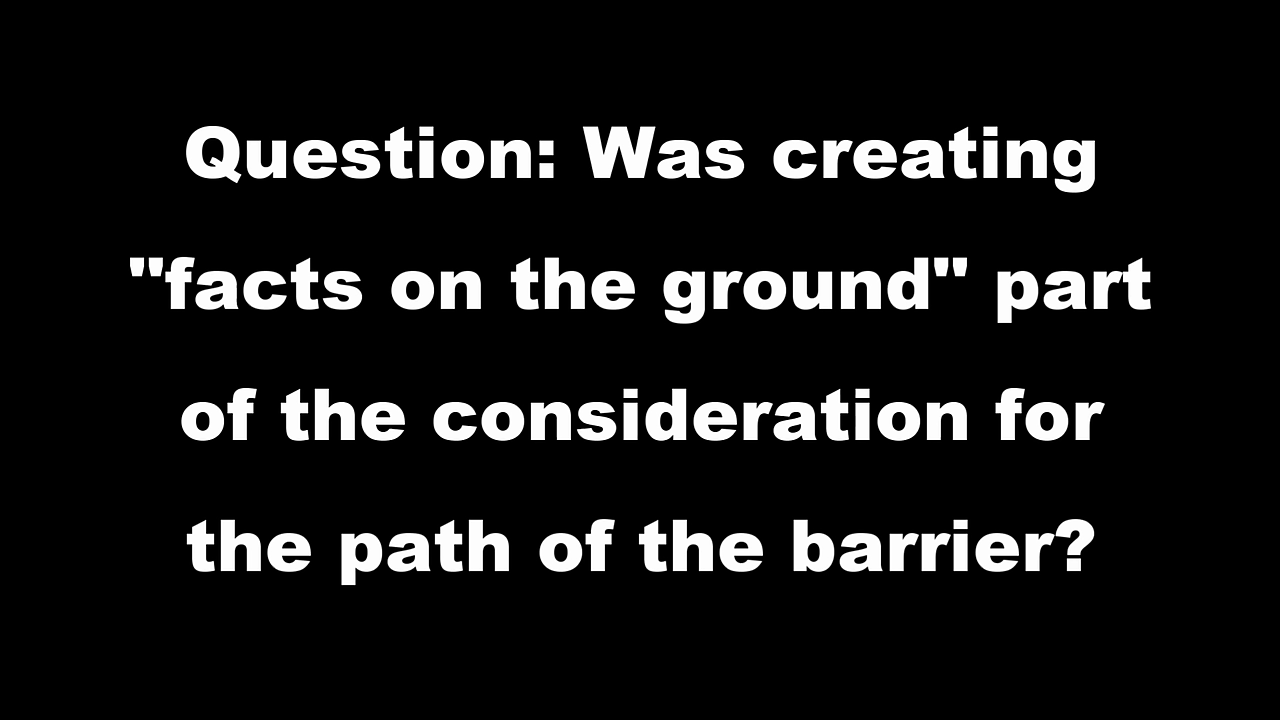 Question: Was creating
"facts on the ground" part
of the consideration for
the path of the barrier?